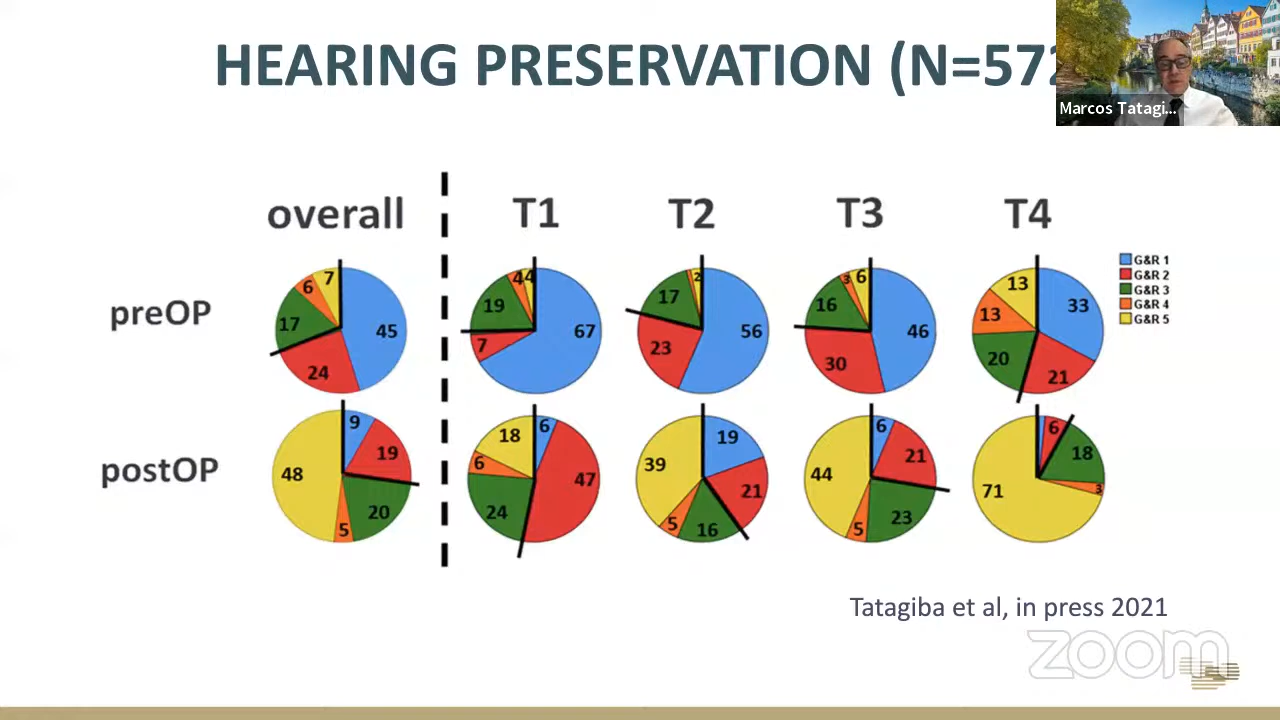 HEARING PRESERVATION (N=572
Marcos Tatagi...
overall T1 T2 T3 T4
preOP
7 6 17 24 45
4 4 19 7 67
2 17 23 56
6 3 16 30 46
13 13 20 21 33
G&R 1
G&R 2
G&R 3
G&R 4
G&R 5
postOP
9 19 20 5 48
6 47 24 6 18
19 21 16 5 39
6 21 23 5 44
6 18 3 71
Tatagiba et al, in press 2021
zoom